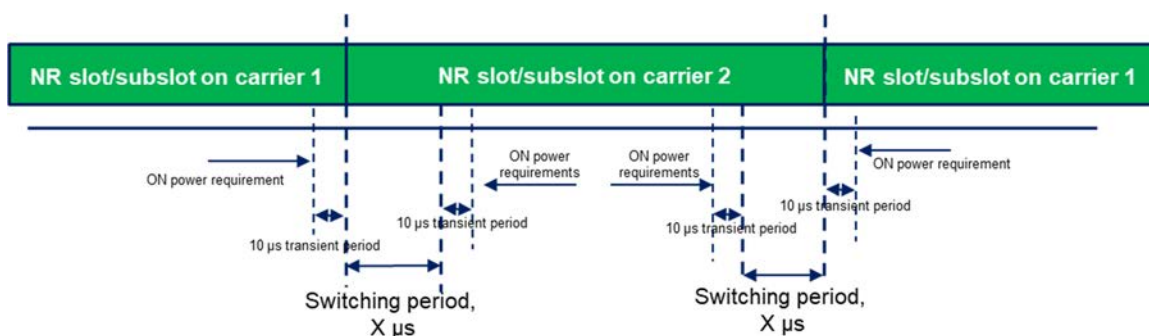 NR slot/subslot on carrier 1
NR slot/subslot on carrier 2
NR slot/subslot on carrier 1
ON power requirement
ON power
requirements
ON power
requirements
ON power requirement
10 µs transient period
10 µs transient period
10 µs transient period
10 µs transient period
Switching period,
X µs
Switching period,
X µs